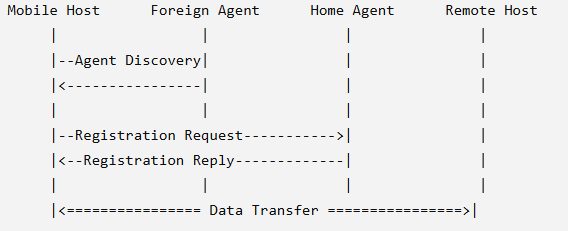 Mobile Host      Foreign Agent      Home Agent      Remote Host
     |                  |                 |                |
     |--Agent Discovery|                 |                |
     |<----------------|                 |                |
     |                  |                 |                |
     |--Registration Request----------->|                |
     |<--Registration Reply-------------|                |
     |                  |                 |                |
     |<================ Data Transfer ================>|